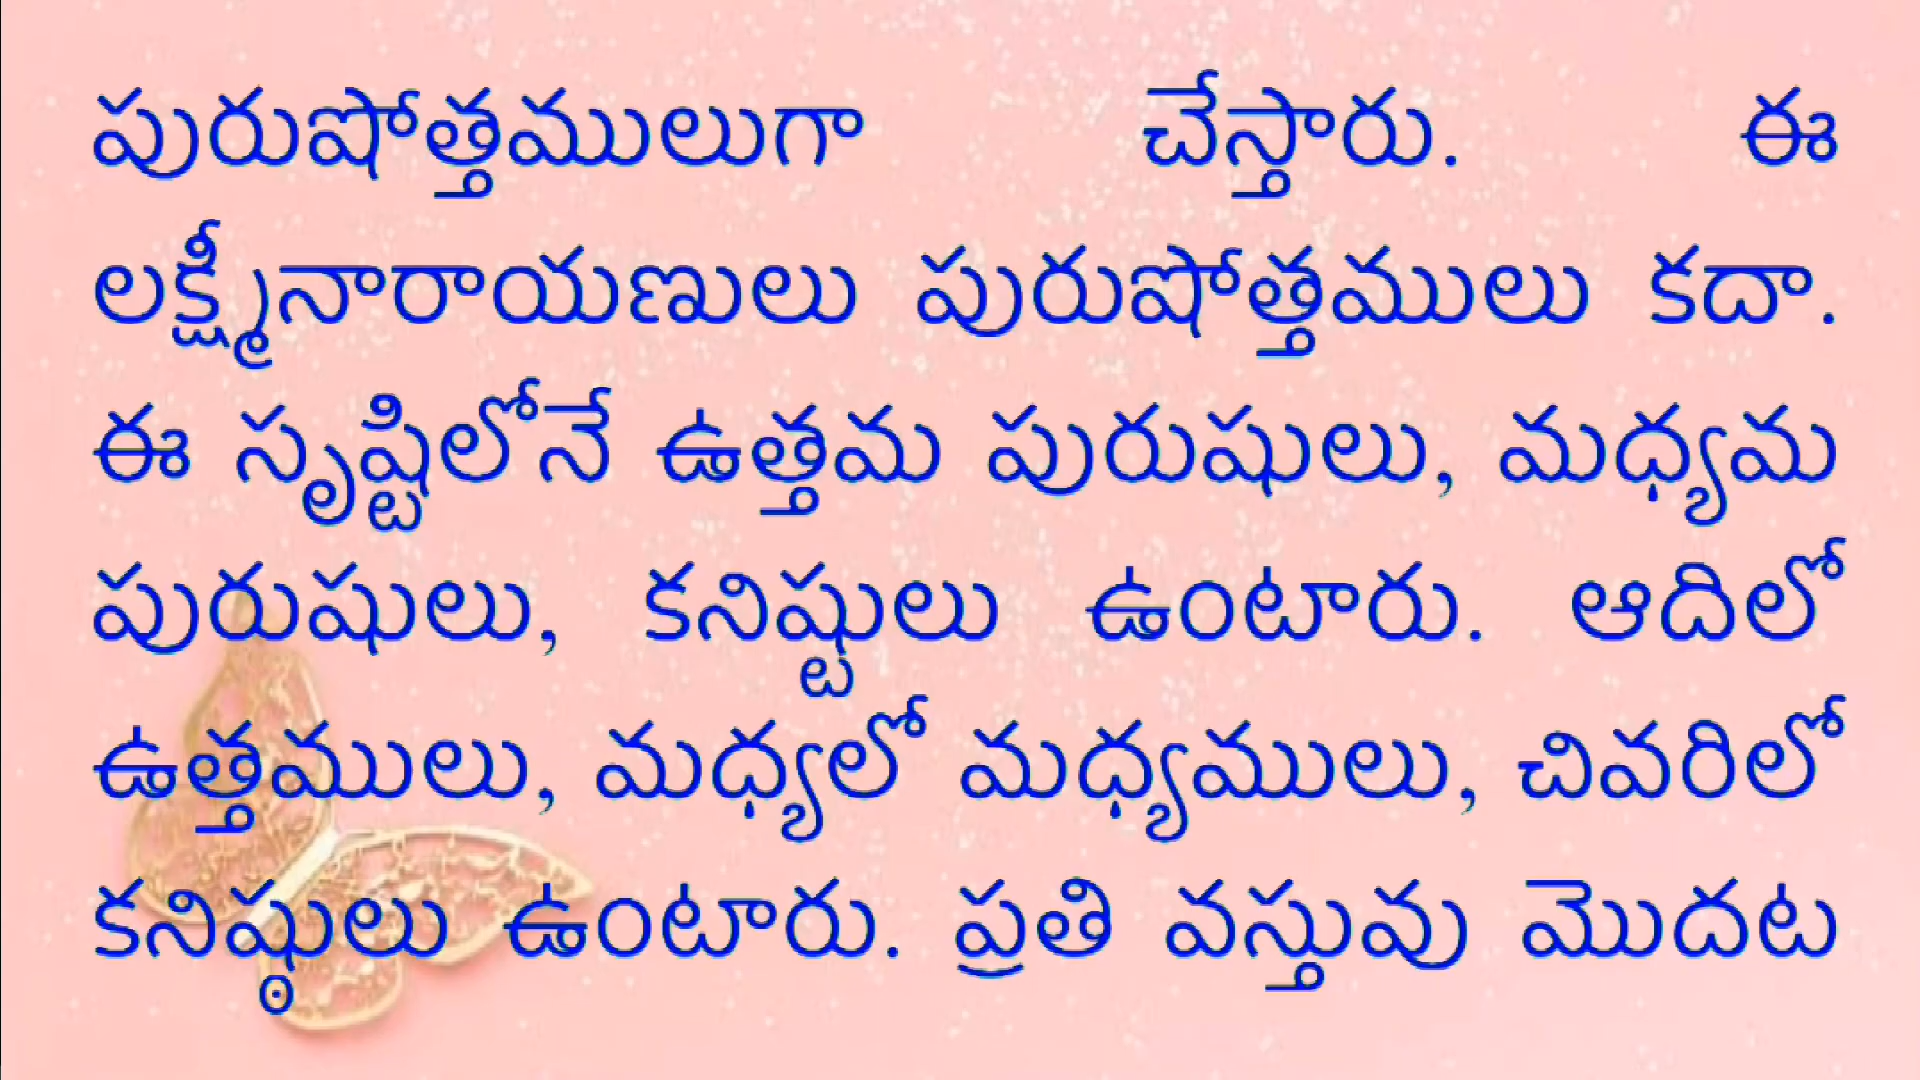 పురుషోత్తములుగా చేస్తారు. ఈ
లక్ష్మీనారాయణులు పురుషోత్తములు కదా.
ఈ సృష్టిలోనే ఉత్తమ పురుషులు, మధ్యమ
పురుషులు, కనిష్టులు ఉంటారు. ఆదిలో
ఉత్తములు, మధ్యలో మధ్యములు, చివరిలో
కనిష్ఠులు ఉంటారు. ప్రతి వస్తువు మొదట